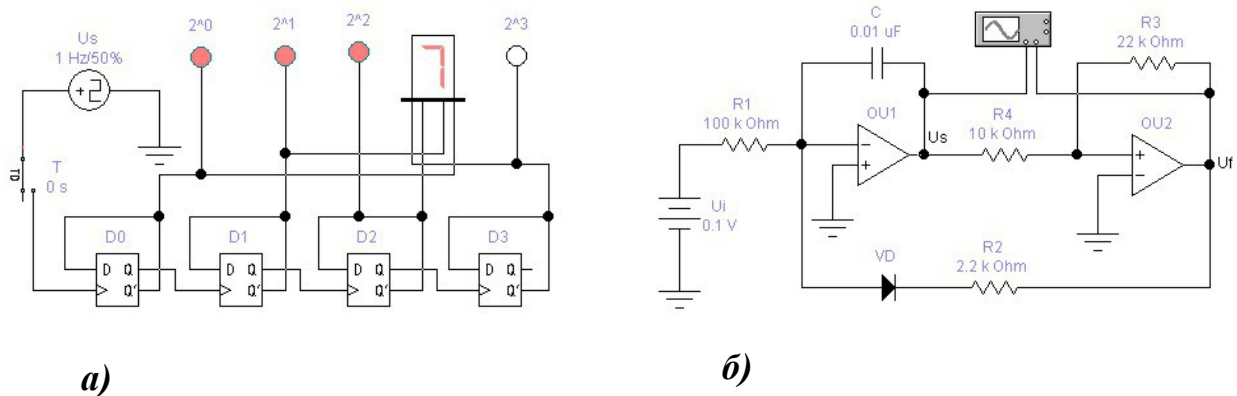 Us
1 Hz/50%
2^0
2^1
2^2
2^3
7
TD
T
0 s
D0
D1
D2
D3
D
Q
Q'
D
Q
Q'
D
Q
Q'
D
Q
Q'
а)
C
0.01 uF
R3
22 k Ohm
R1
100 k Ohm
OU1
Us
R4
10 k Ohm
OU2
Uf
Ui
0.1 V
VD
R2
2.2 k Ohm
б)